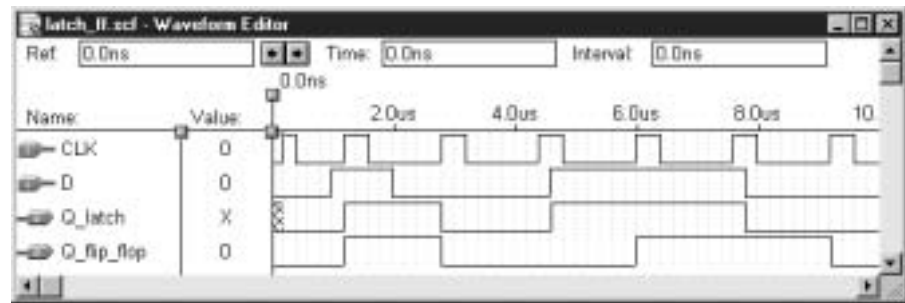 latch_ff.scf - Waveform Editor
Ref: 0.0ns Time: 0.0ns Interval: 0.0ns
0.0ns
Name: Value: 2.0us 4.0us 6.0us 8.0us 10.
CLK 0
D 0
Q_latch X
Q_flip_flop 0